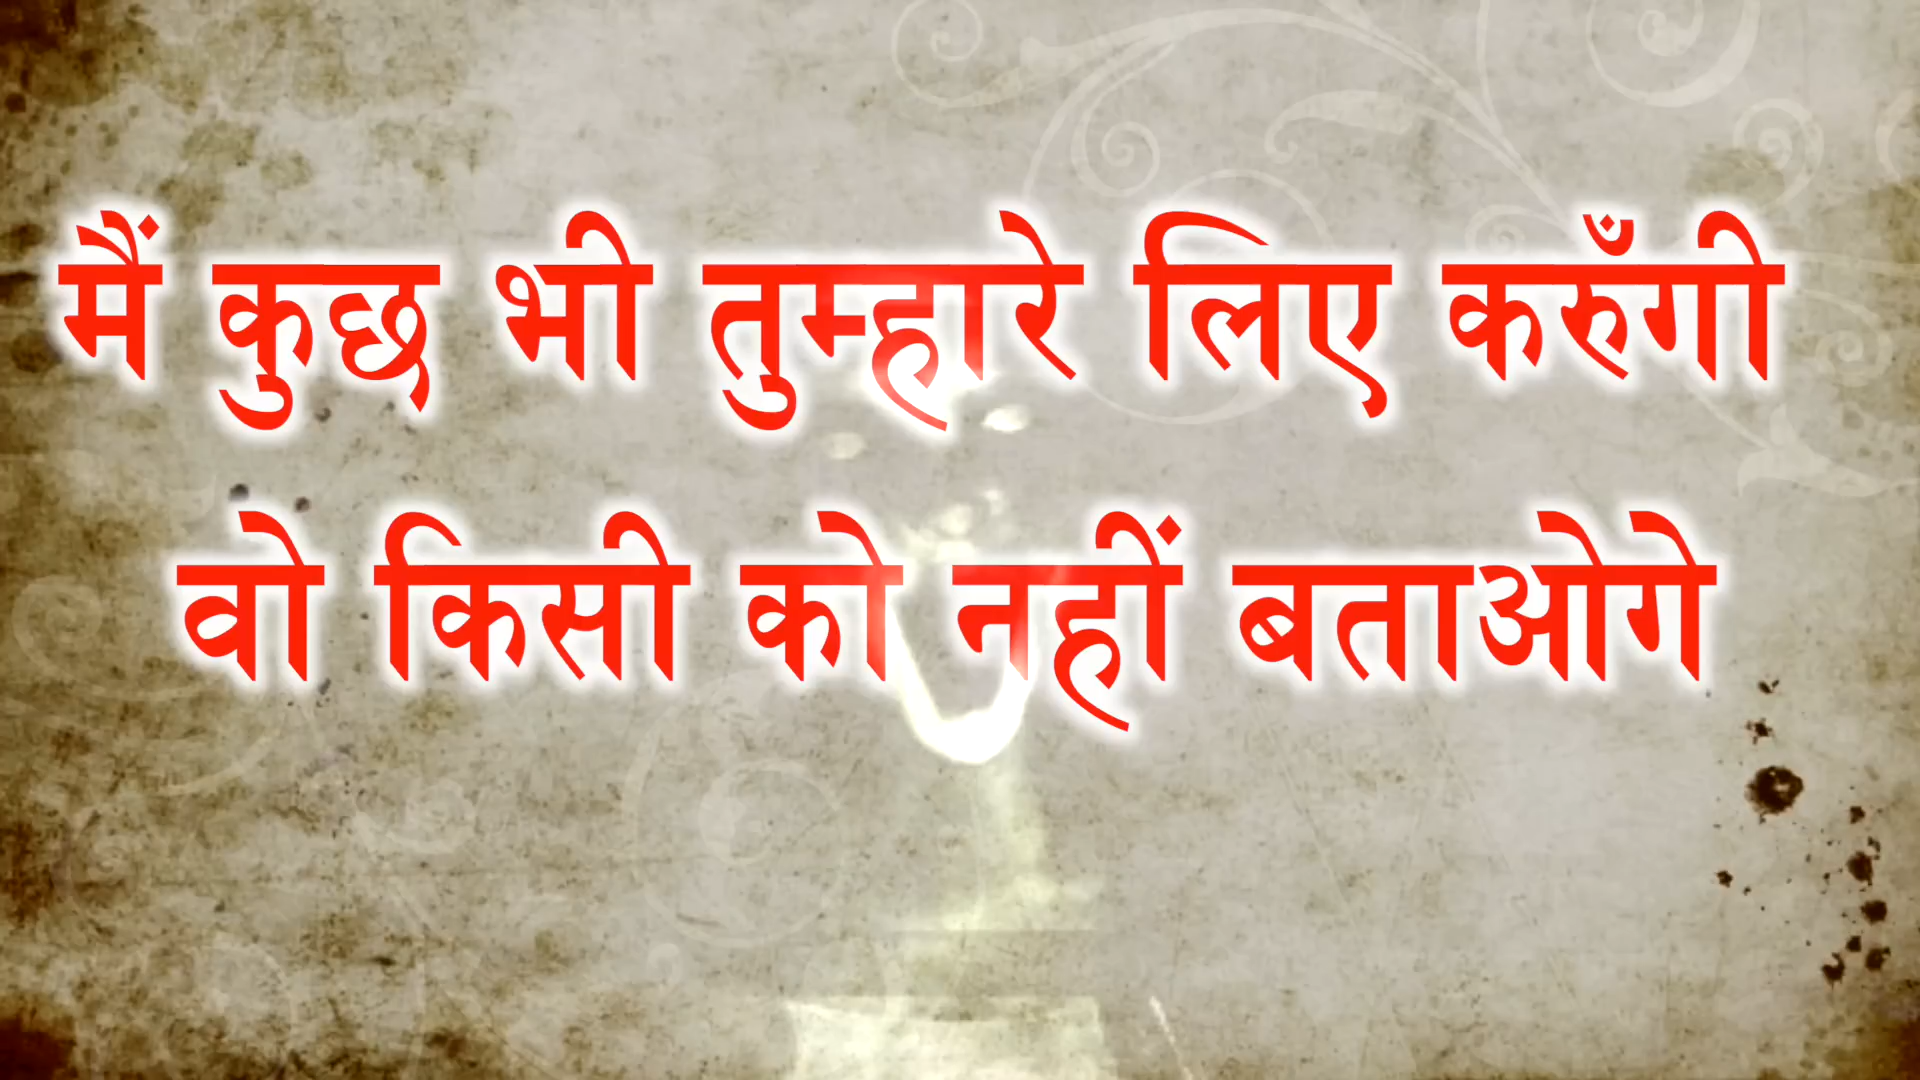 मैं कुछ भी तुम्हारे लिए करुँगी
वो किसी को नहीं बताओगे